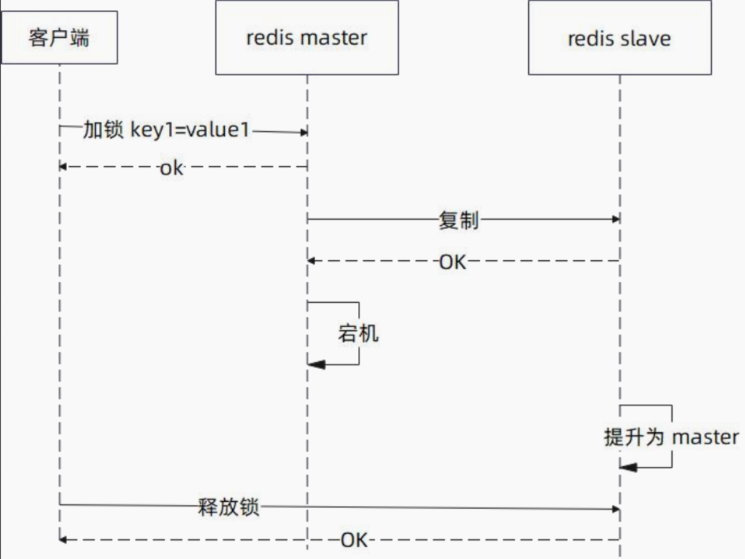 客户端
redis master
redis slave
加锁 key1=value1
ok
复制
OK
宕机
提升为 master
释放锁
OK